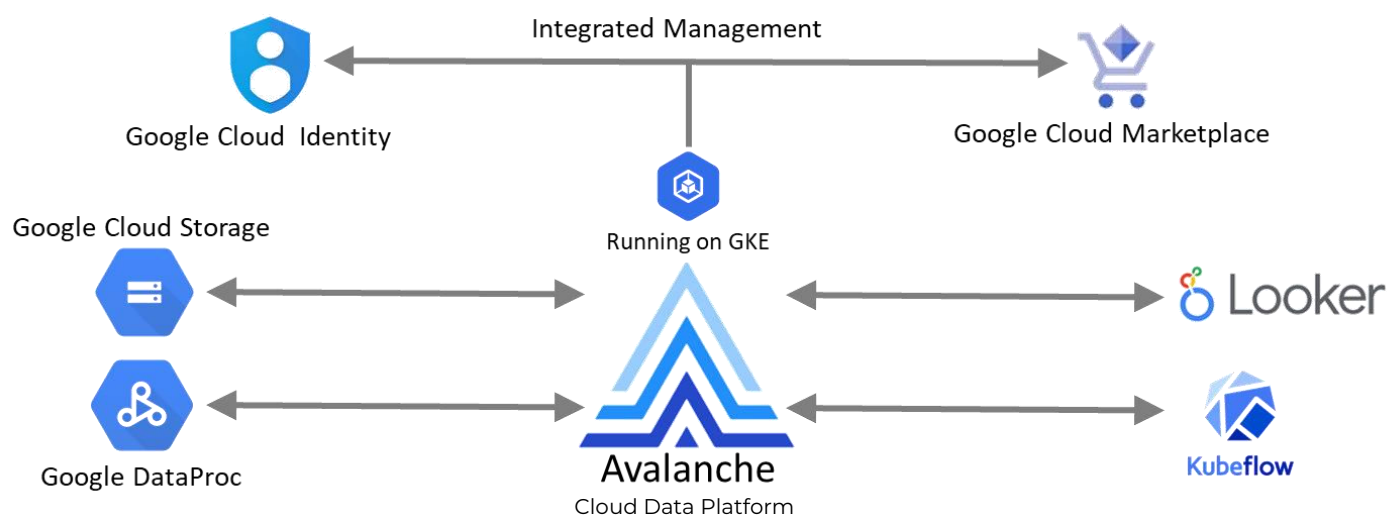 Integrated Management
Google Cloud Identity
Google Cloud Marketplace
Google Cloud Storage
Running on GKE
Looker
Google DataProc
Kubeflow
Avalanche
Cloud Data Platform